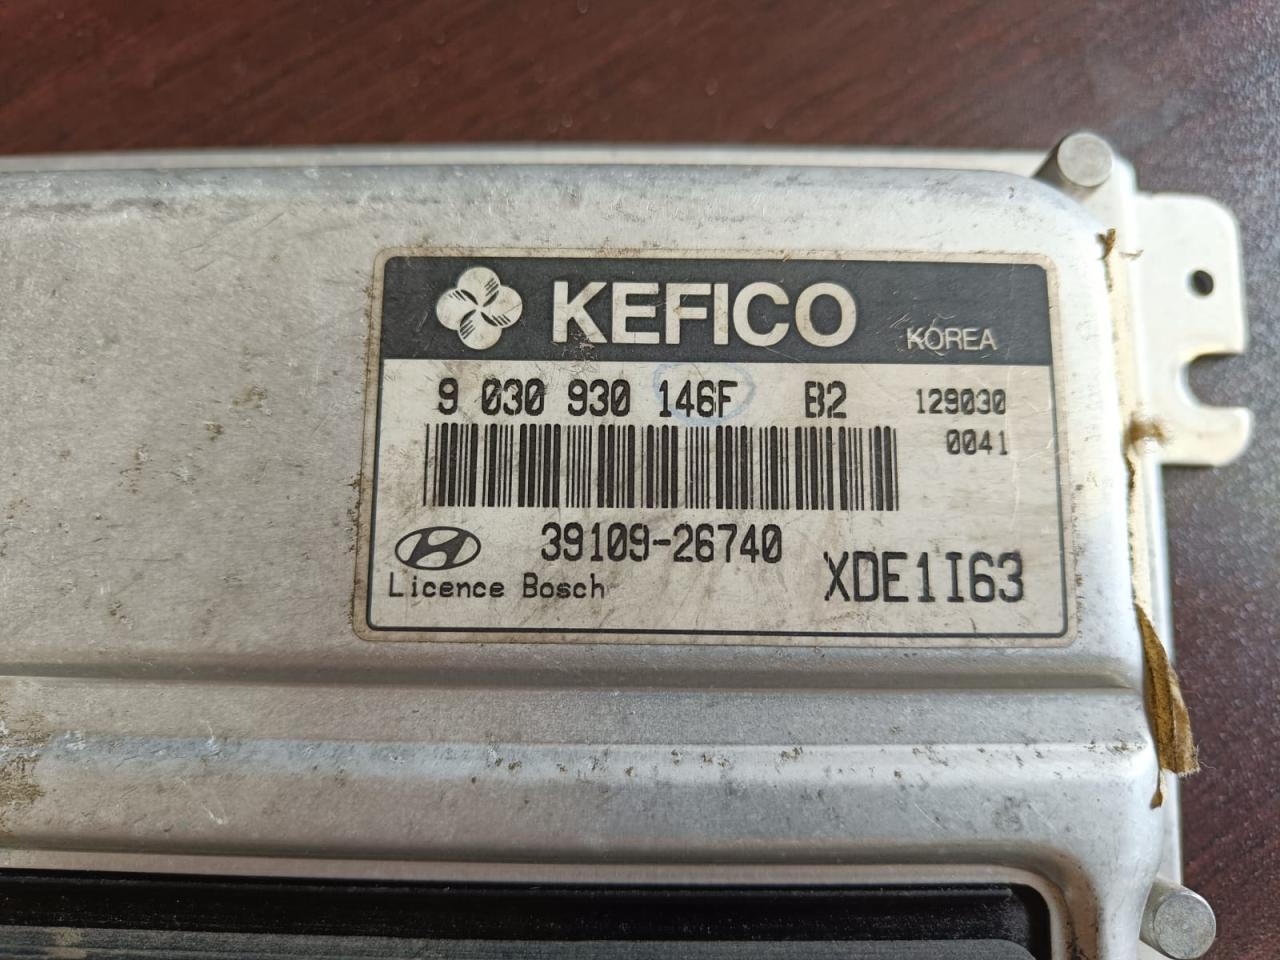 KEFICO KOREA
9 030 930 146F B2 129030
0041
39109-26740
Licence Bosch XDE1I63